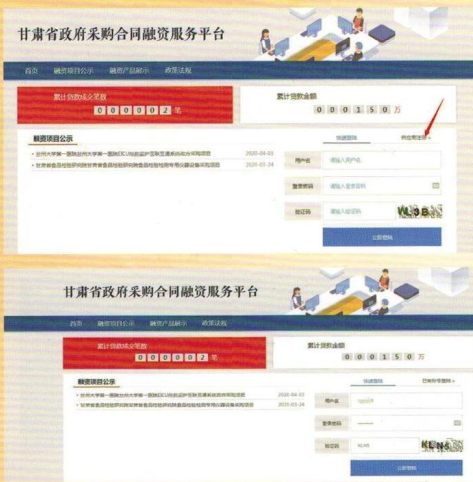 甘肃省政府采购合同融资服务平台
首页 融资项目公示 融资产品展示 政策法规
累计贷款成交笔数
0 0 0 0 0 2 笔
累计贷款金额
0 0 0 1 5 0 万
融资项目公示
快速登陆 供应商注册 »
2020-04-03
2020-03-24
用户名 请输入用户名
登录密码 请输入登录密码
验证码 请输入验证码
立即登陆
甘肃省政府采购合同融资服务平台
首页 融资项目公示 融资产品展示 政策法规
累计贷款成交笔数
0 0 0 0 0 2 笔
累计贷款金额
0 0 0 1 5 0 万
融资项目公示
快速登陆
2020-04-03
2020-03-24
用户名
登录密码
验证码
立即登陆